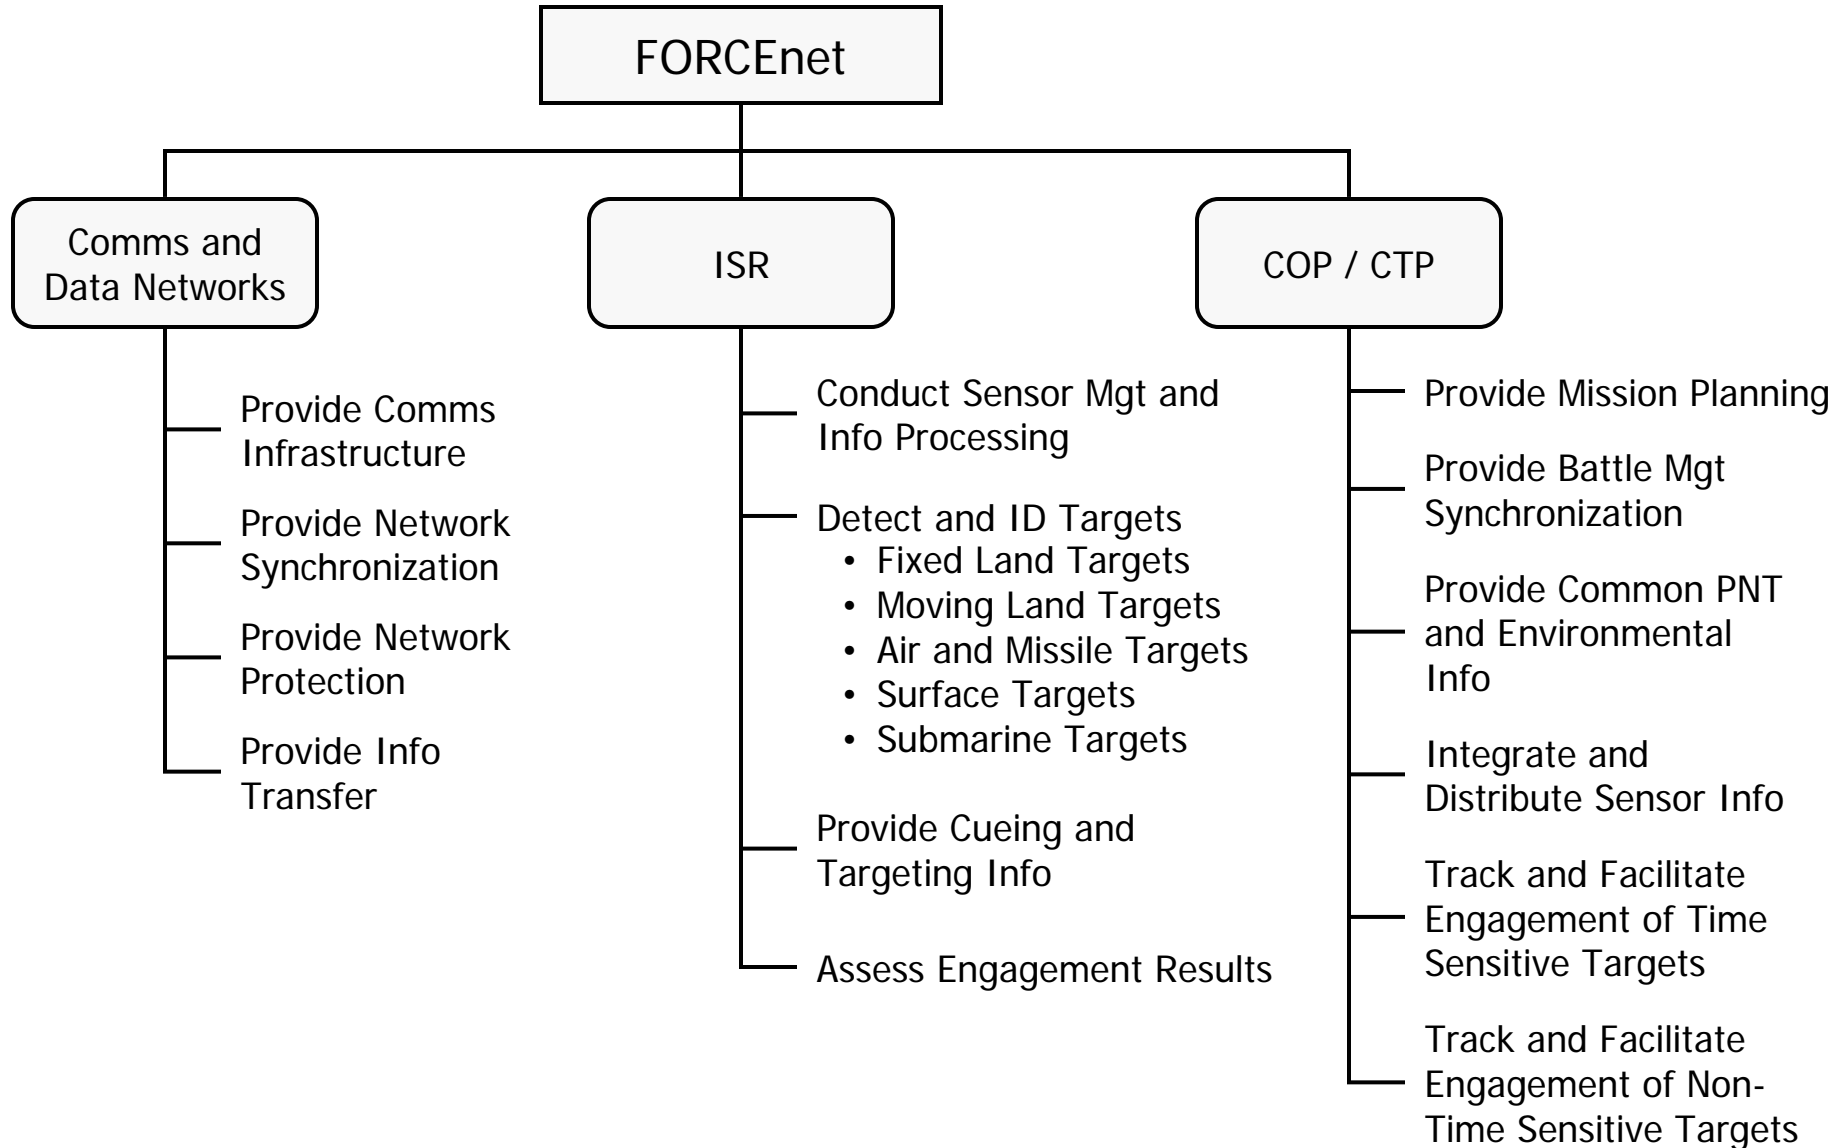 FORCEnet
Comms and
Data Networks
Provide Comms
Infrastructure
Provide Network
Synchronization
Provide Network
Protection
Provide Info
Transfer
ISR
Conduct Sensor Mgt and
Info Processing
Detect and ID Targets
• Fixed Land Targets
• Moving Land Targets
• Air and Missile Targets
• Surface Targets
• Submarine Targets
Provide Cueing and
Targeting Info
Assess Engagement Results
COP / CTP
Provide Mission Planning
Provide Battle Mgt
Synchronization
Provide Common PNT
and Environmental
Info
Integrate and
Distribute Sensor Info
Track and Facilitate
Engagement of Time
Sensitive Targets
Track and Facilitate
Engagement of Non-
Time Sensitive Targets